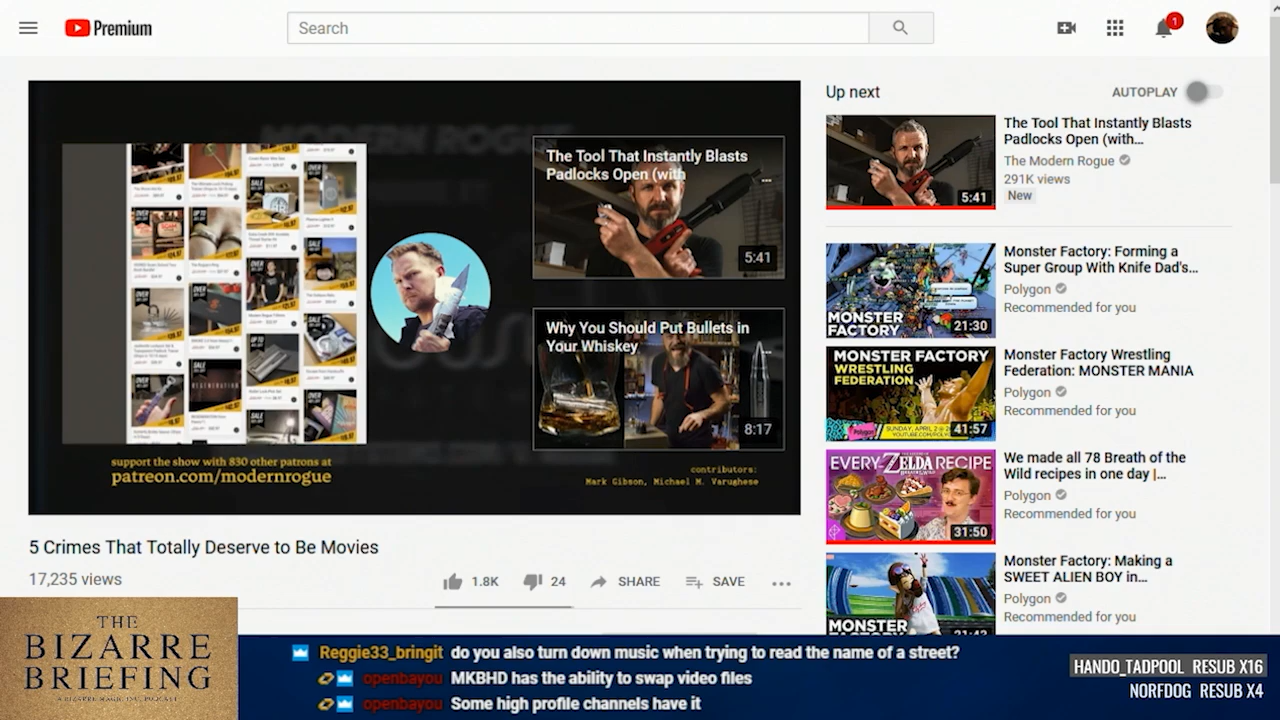 Premium
Search
1
Up next
AUTOPLAY
The Tool That Instantly Blasts
Padlocks Open (with
5:41
Why You Should Put Bullets in
Your Whiskey
8:17
support the show with 830 other patrons at
patreon.com/modernrogue
contributors:
Mark Gibson, Michael M. Varughese
5 Crimes That Totally Deserve to Be Movies
17,235 views
1.8K
24
SHARE
SAVE
5:41
The Tool That Instantly Blasts
Padlocks Open (with...
The Modern Rogue
291K views
New
MONSTER
FACTORY
21:30
Monster Factory: Forming a
Super Group With Knife Dad's...
Polygon
Recommended for you
MONSTER FACTORY
WRESTLING
FEDERATION
Polygon
SUNDAY, APRIL 2 @
41:57
Monster Factory Wrestling
Federation: MONSTER MANIA
Polygon
Recommended for you
EVERY ZELDA RECIPE
31:50
We made all 78 Breath of the
Wild recipes in one day |...
Polygon
Recommended for you
MONSTER
Monster Factory: Making a
SWEET ALIEN BOY in...
Polygon
Recommended for you
THE
BIZARRE
BRIEFING
Reggie33_bringit do you also turn down music when trying to read the name of a street?
openbayou MKBHD has the ability to swap video files
openbayou Some high profile channels have it
HANDO_TADPOOL RESUB X16
NORFDOG RESUB X4